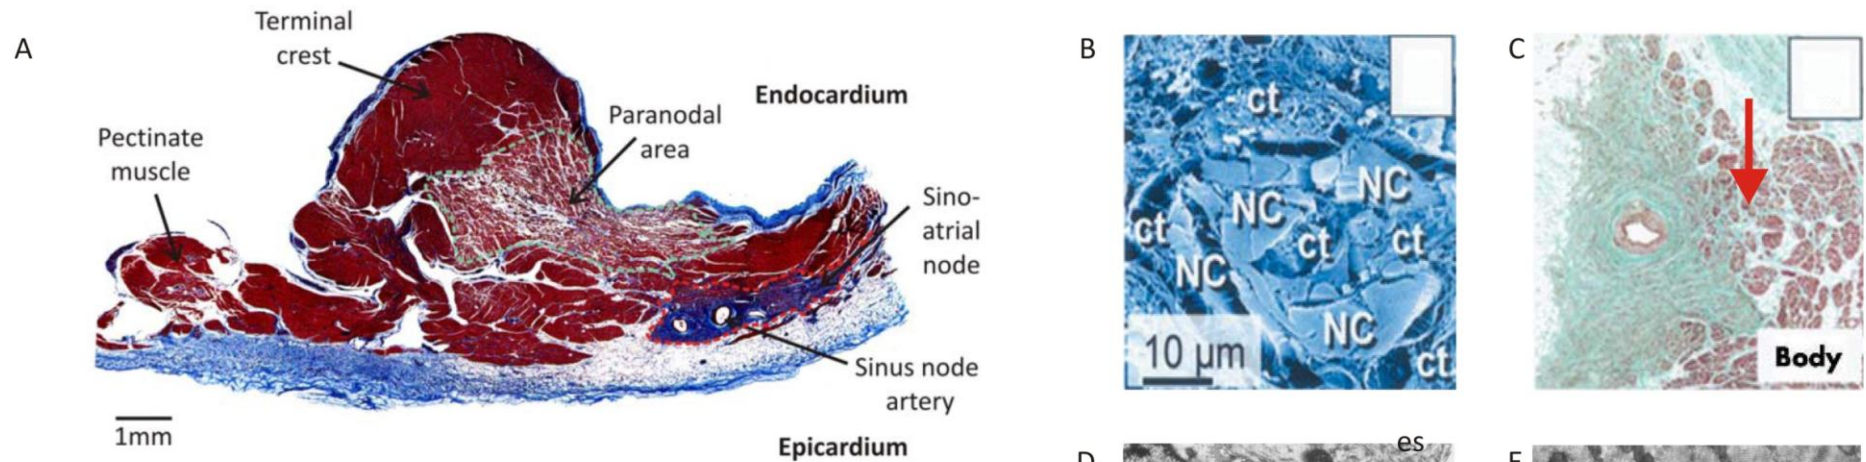 A
Terminal
crest
Endocardium
Paranodal
area
Pectinate
muscle
Sino-
atrial
node
Sinus node
artery
1mm
Epicardium
B
ct
NC
NC
ct
ct
ct
NC
NC
10 µm
ct
C
Body
D
es